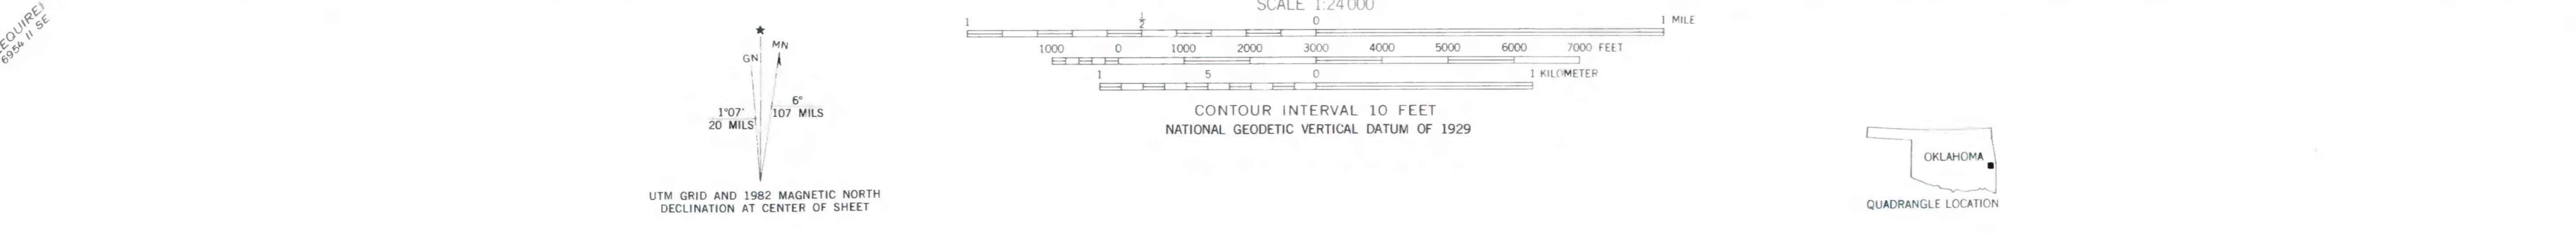 6954 II SE
★
MN
GN
1°07'
20 MILS
6°
107 MILS
UTM GRID AND 1982 MAGNETIC NORTH
DECLINATION AT CENTER OF SHEET
SCALE 1:24 000
1 ½ 0 1 MILE
1000 0 1000 2000 3000 4000 5000 6000 7000 FEET
1 5 0 1 KILOMETER
CONTOUR INTERVAL 10 FEET
NATIONAL GEODETIC VERTICAL DATUM OF 1929
OKLAHOMA
QUADRANGLE LOCATION